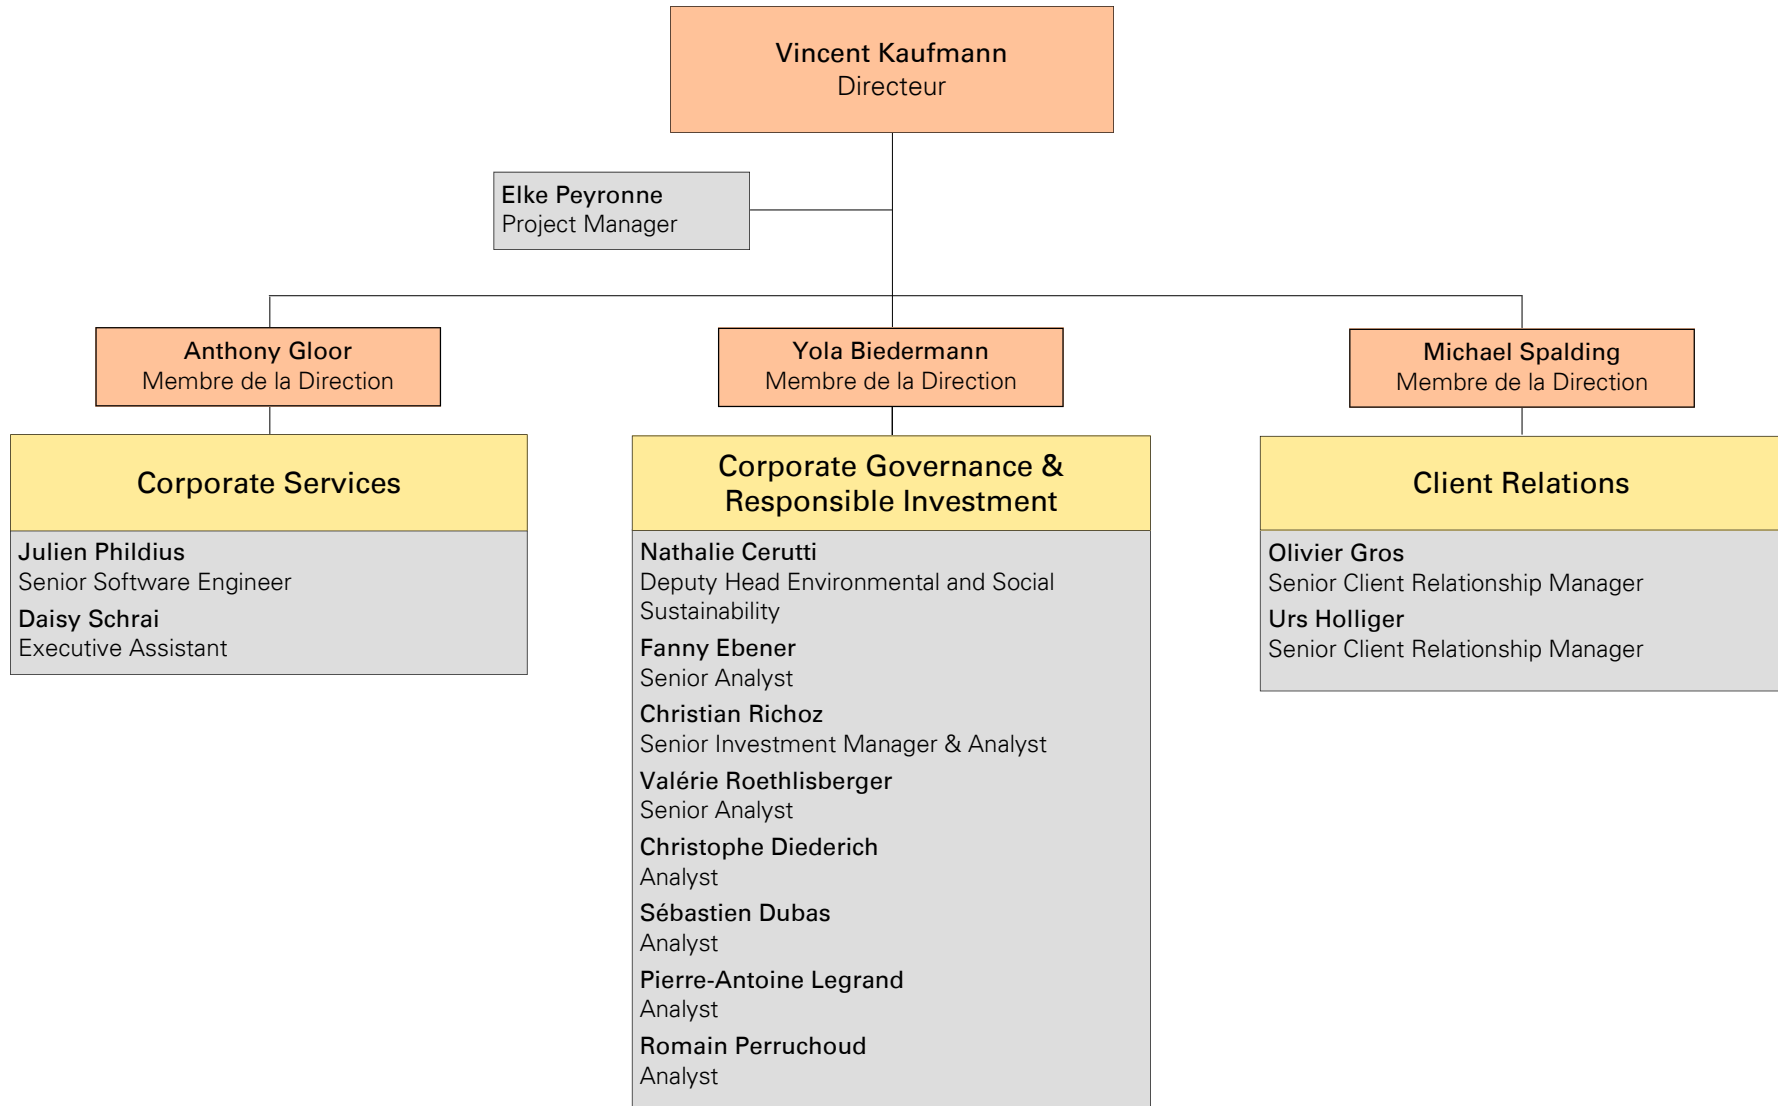 Vincent Kaufmann
Directeur
Elke Peyronne
Project Manager
Anthony Gloor
Membre de la Direction
Yola Biedermann
Membre de la Direction
Michael Spalding
Membre de la Direction
Corporate Services
Julien Phildius
Senior Software Engineer
Daisy Schrai
Executive Assistant
Corporate Governance &
Responsible Investment
Nathalie Cerutti
Deputy Head Environmental and Social
Sustainability
Fanny Ebener
Senior Analyst
Christian Richoz
Senior Investment Manager & Analyst
Valérie Roethlisberger
Senior Analyst
Christophe Diederich
Analyst
Sébastien Dubas
Analyst
Pierre-Antoine Legrand
Analyst
Romain Perruchoud
Analyst
Client Relations
Olivier Gros
Senior Client Relationship Manager
Urs Holliger
Senior Client Relationship Manager